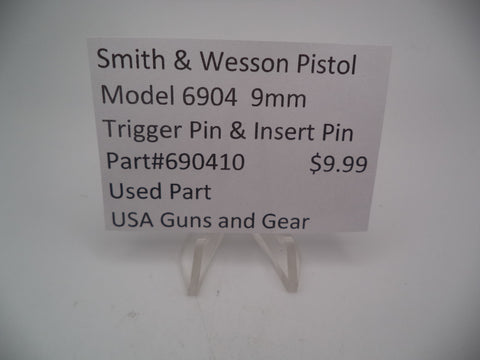 Smith & Wesson Pistol
Model 6904 9mm
Trigger Pin & Insert Pin
Part#690410 $9.99
Used Part
USA Guns and Gear